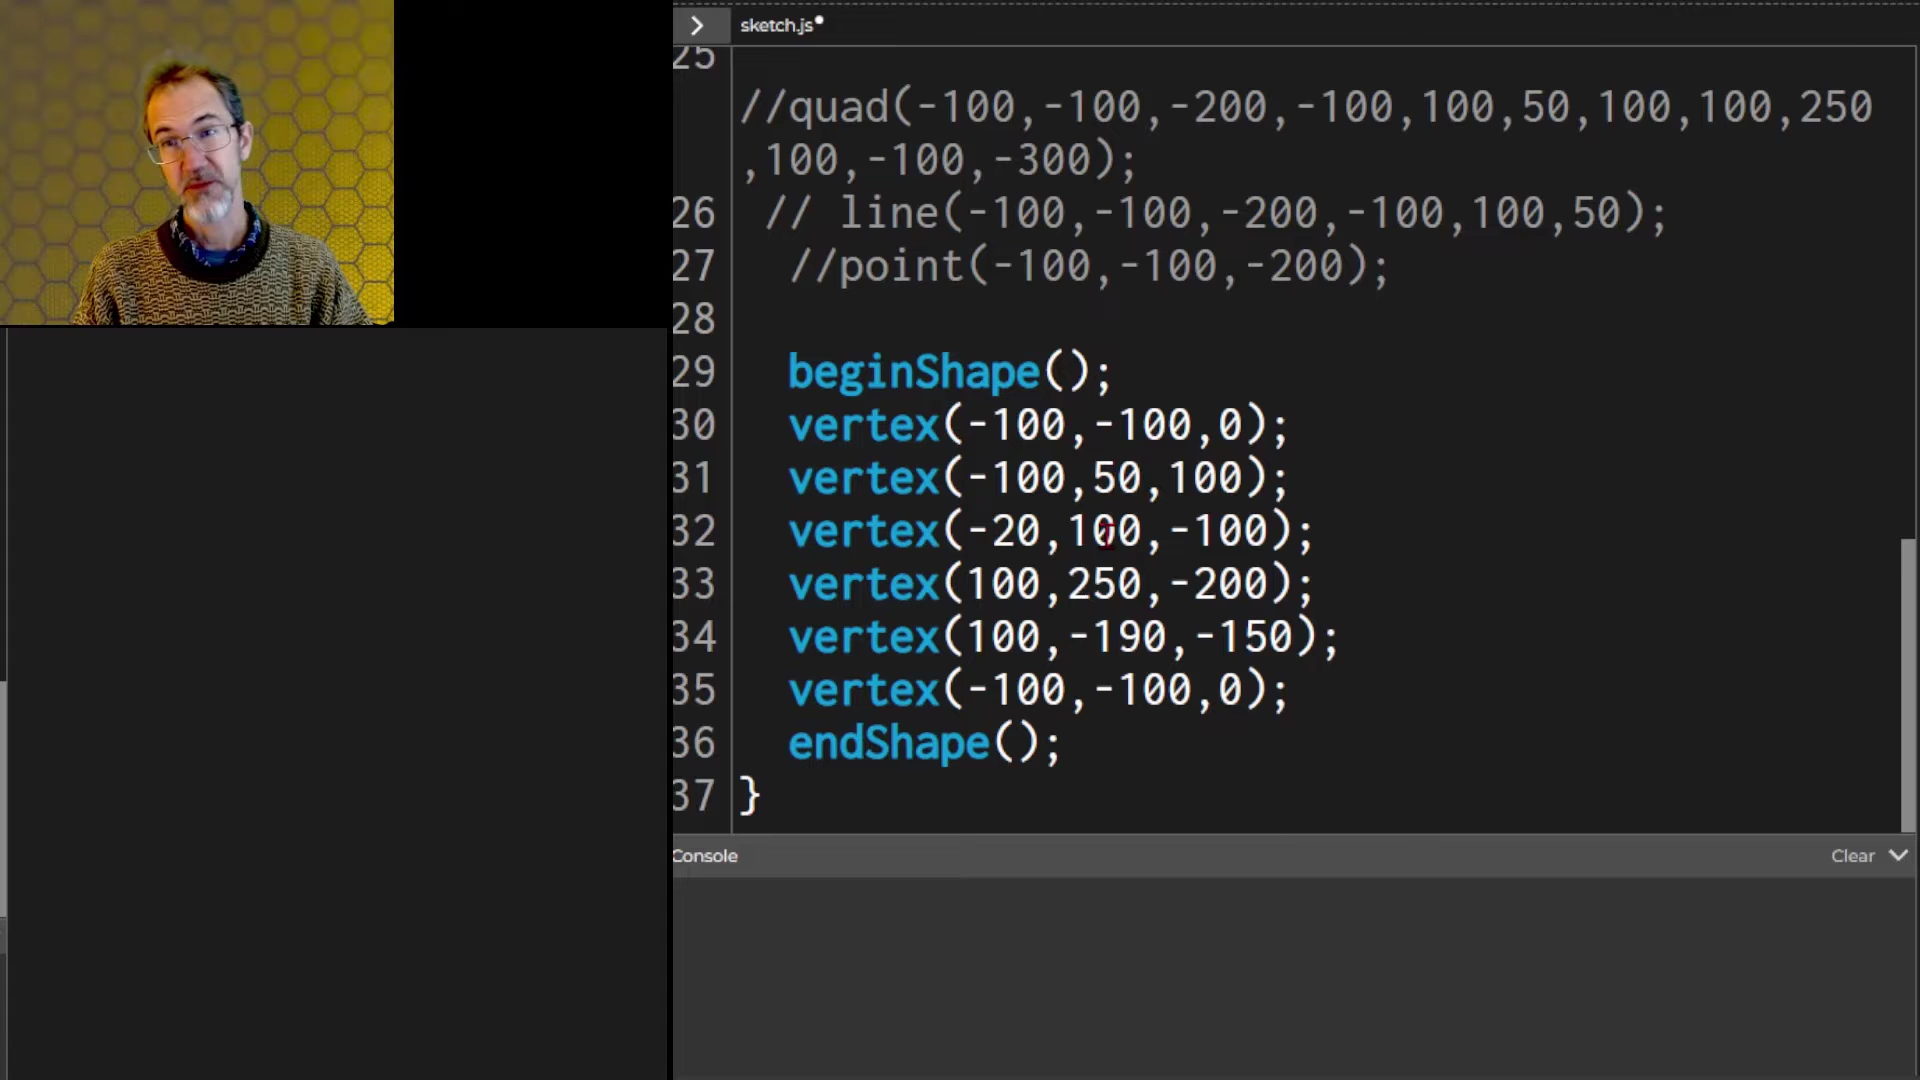 sketch.js
25
//quad(-100,-100,-200,-100,100,50,100,100,250
,100,-100,-300);
26 // line(-100,-100,-200,-100,100,50);
27 //point(-100,-100,-200);
28
29 beginShape();
30 vertex(-100,-100,0);
31 vertex(-100,50,100);
32 vertex(-20,100,-100);
33 vertex(100,250,-200);
34 vertex(100,-190,-150);
35 vertex(-100,-100,0);
36 endShape();
37 }
Console Clear